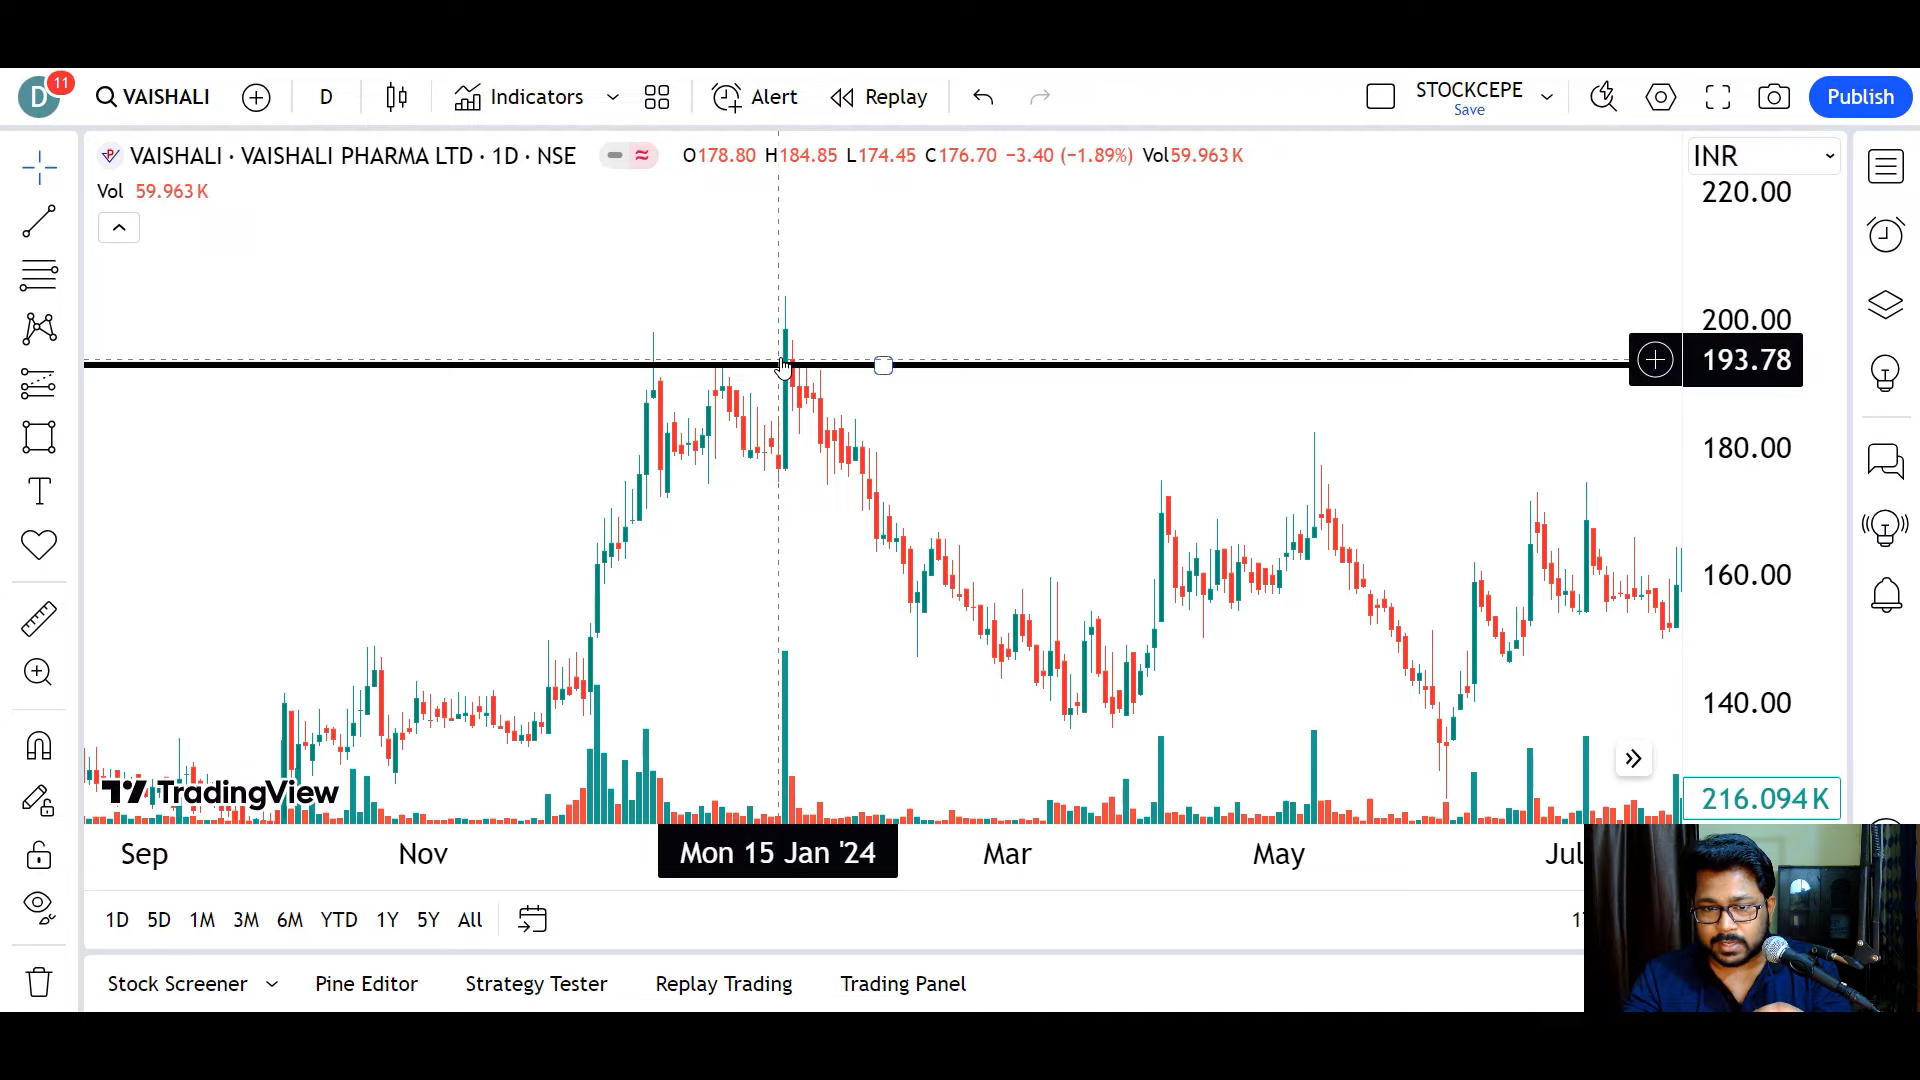 D 11 VAISHALI D Indicators Alert Replay STOCKCEPE Save Publish
VAISHALI · VAISHALI PHARMA LTD · 1D · NSE O178.80 H184.85 L174.45 C176.70 −3.40 (−1.89%) Vol59.963 K INR
Vol 59.963 K
220.00
200.00
193.78
180.00
160.00
140.00
TradingView
216.094 K
Sep Nov Mon 15 Jan '24 Mar May Jul
1D 5D 1M 3M 6M YTD 1Y 5Y All
Stock Screener Pine Editor Strategy Tester Replay Trading Trading Panel